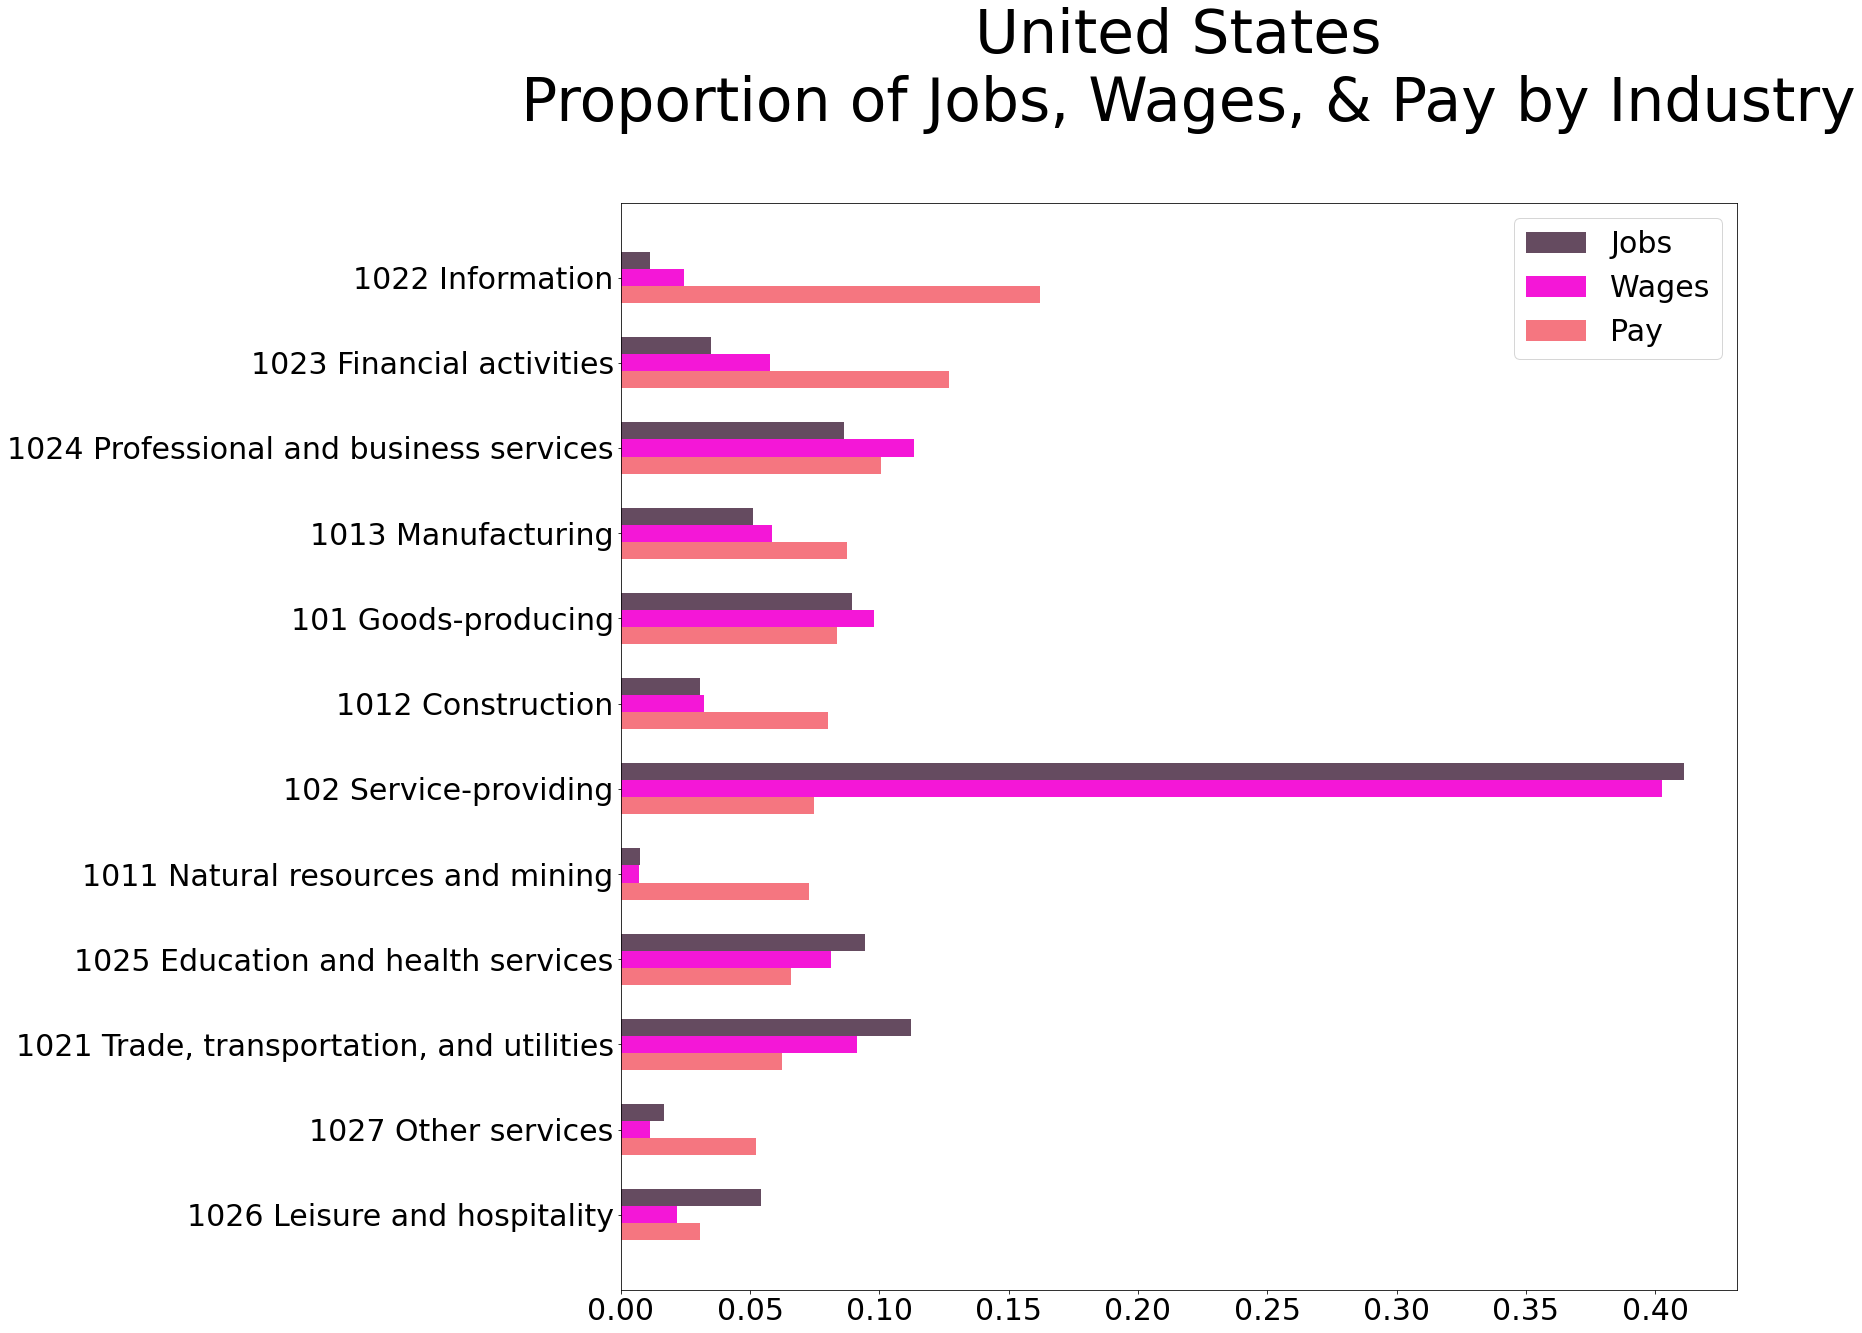 United States
Proportion of Jobs, Wages, & Pay by Industry
Jobs
Wages
Pay
1022 Information
1023 Financial activities
1024 Professional and business services
1013 Manufacturing
101 Goods-producing
1012 Construction
102 Service-providing
1011 Natural resources and mining
1025 Education and health services
1021 Trade, transportation, and utilities
1027 Other services
1026 Leisure and hospitality
0.00 0.05 0.10 0.15 0.20 0.25 0.30 0.35 0.40